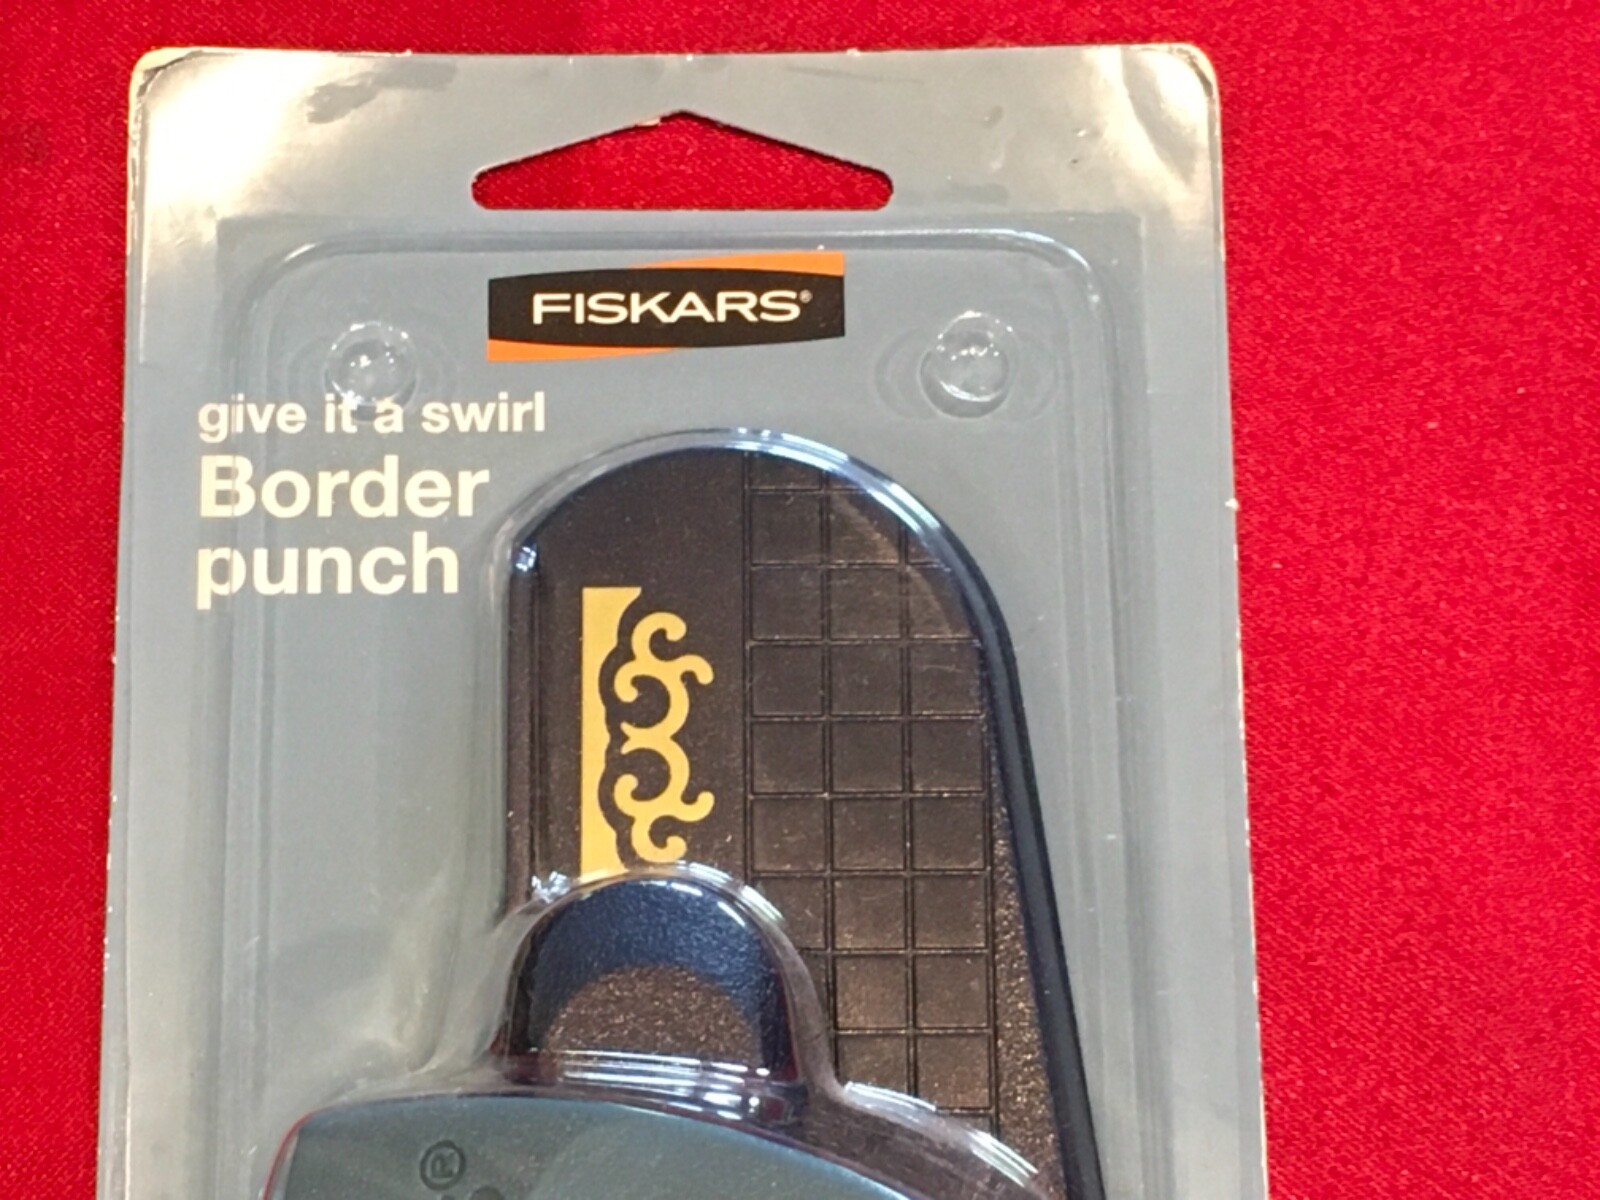 FISKARS®
give it a swirl
Border
punch
®